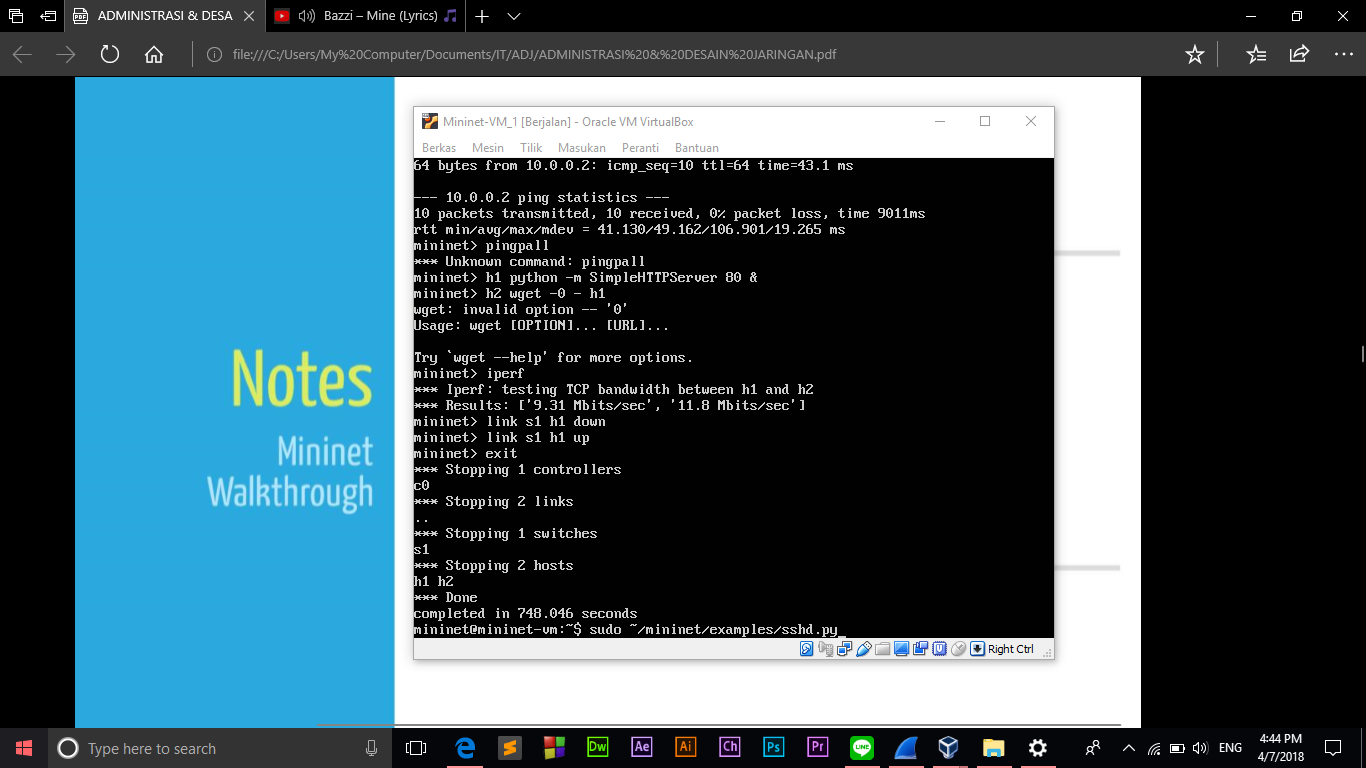 ADMINISTRASI & DESA
Bazzi – Mine (Lyrics)
file:///C:/Users/My%20Computer/Documents/IT/ADJ/ADMINISTRASI%20&%20DESAIN%20JARINGAN.pdf
Notes
Mininet
Walkthrough
Mininet-VM_1 [Berjalan] - Oracle VM VirtualBox
Berkas Mesin Tilik Masukan Peranti Bantuan
64 bytes from 10.0.0.2: icmp_seq=10 ttl=64 time=43.1 ms
--- 10.0.0.2 ping statistics ---
10 packets transmitted, 10 received, 0% packet loss, time 9011ms
rtt min/avg/max/mdev = 41.130/49.162/106.901/19.265 ms
mininet> pingpall
*** Unknown command: pingpall
mininet> h1 python -m SimpleHTTPServer 80 &
mininet> h2 wget -0 - h1
wget: invalid option -- '0'
Usage: wget [OPTION]... [URL]...
Try `wget --help' for more options.
mininet> iperf
*** Iperf: testing TCP bandwidth between h1 and h2
*** Results: ['9.31 Mbits/sec', '11.8 Mbits/sec']
mininet> link s1 h1 down
mininet> link s1 h1 up
mininet> exit
*** Stopping 1 controllers
c0
*** Stopping 2 links
..
*** Stopping 1 switches
s1
*** Stopping 2 hosts
h1 h2
*** Done
completed in 748.046 seconds
mininet@mininet-vm:~$ sudo ~/mininet/examples/sshd.py_
Right Ctrl
Type here to search
Dw Ae Ai Ch Ps Pr LINE
ENG
4:44 PM
4/7/2018